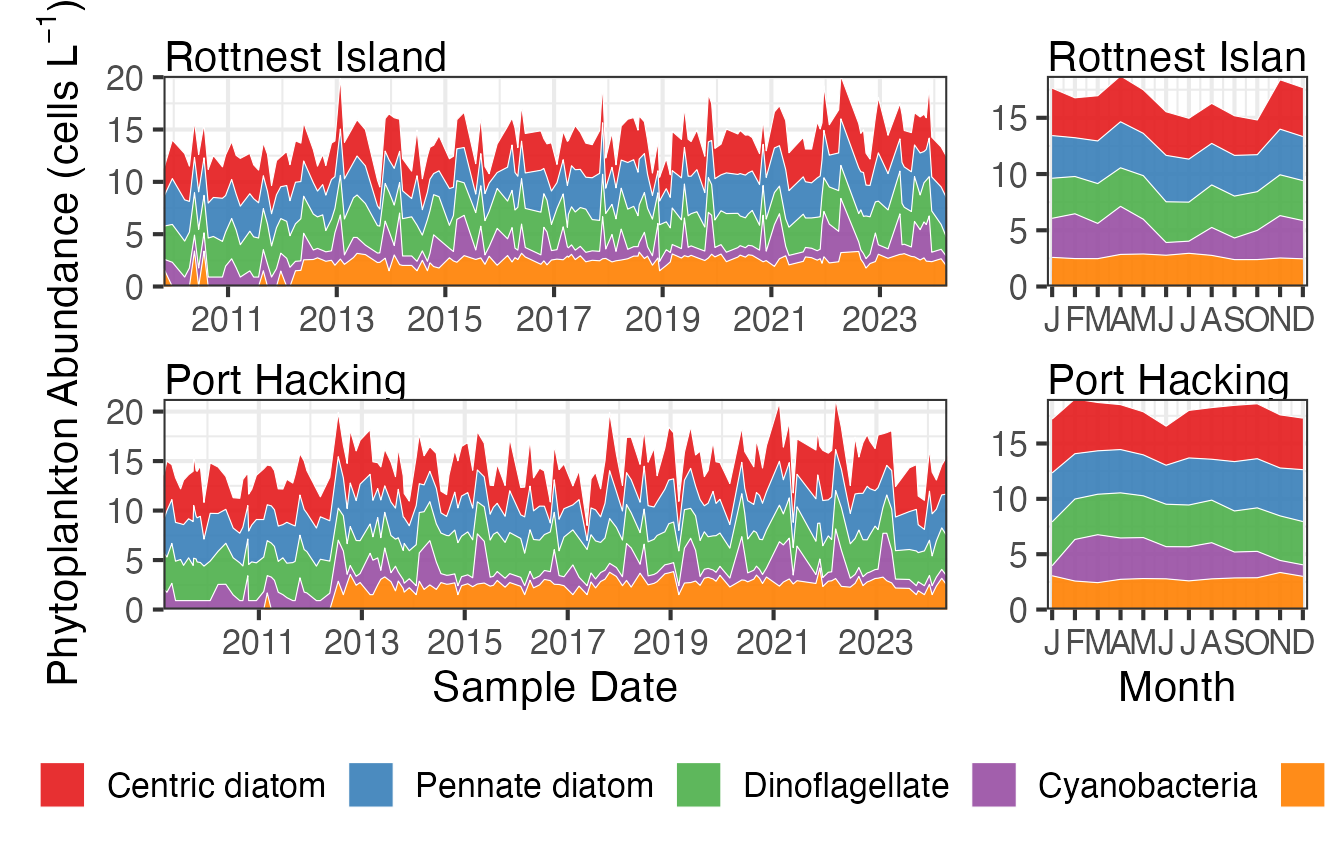 Phytoplankton Abundance (cells L⁻¹)
Rottnest Island
20
15
10
5
0
2011 2013 2015 2017 2019 2021 2023
Rottnest Islan
15
10
5
0
J F M A M J J A S O N D
Port Hacking
20
15
10
5
0
2011 2013 2015 2017 2019 2021 2023
Sample Date
Port Hacking
15
10
5
0
J F M A M J J A S O N D
Month
Centric diatom Pennate diatom Dinoflagellate Cyanobacteria